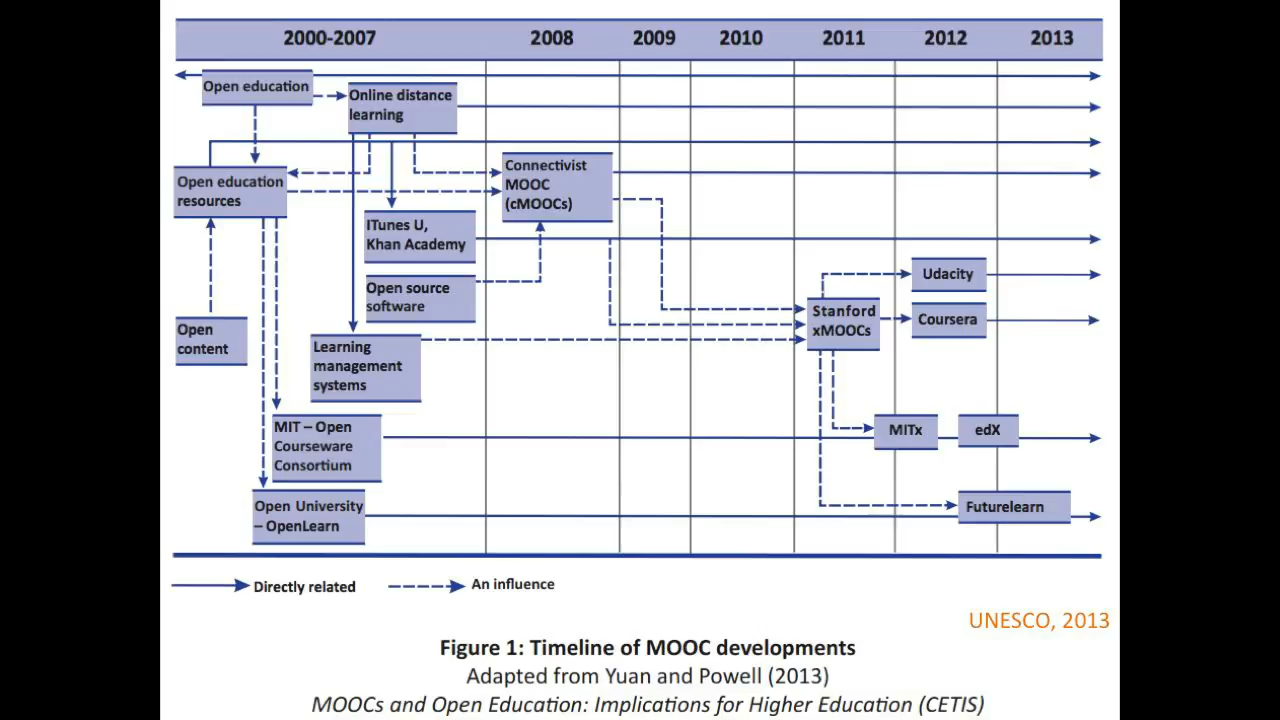 2000-2007 2008 2009 2010 2011 2012 2013
Open education
Online distance
learning
Open education
resources
Connectivist
MOOC
(cMOOCs)
ITunes U,
Khan Academy
Open source
software
Open
content
Learning
management
systems
Udacity
Stanford
xMOOCs
Coursera
MIT – Open
Courseware
Consortium
MITx
edX
Open University
– OpenLearn
Futurelearn
Directly related
An influence
UNESCO, 2013
Figure 1: Timeline of MOOC developments
Adapted from Yuan and Powell (2013)
MOOCs and Open Education: Implications for Higher Education (CETIS)